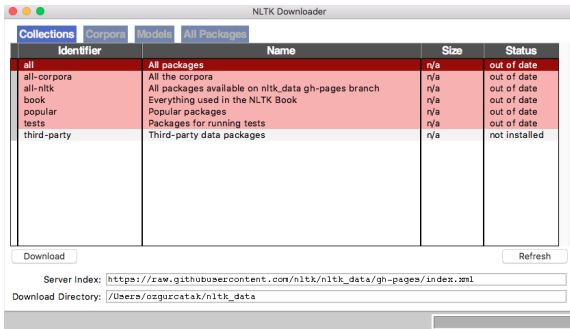 NLTK Downloader
Collections Corpora Models All Packages
Identifier Name Size Status
all All packages n/a out of date
all-corpora All the corpora n/a out of date
all-nltk All packages available on nltk_data gh-pages branch n/a out of date
book Everything used in the NLTK Book n/a out of date
popular Popular packages n/a out of date
tests Packages for running tests n/a out of date
third-party Third-party data packages n/a not installed
Download Refresh
Server Index: https://raw.githubusercontent.com/nltk/nltk_data/gh-pages/index.xml
Download Directory: /Users/ozgurcatak/nltk_data